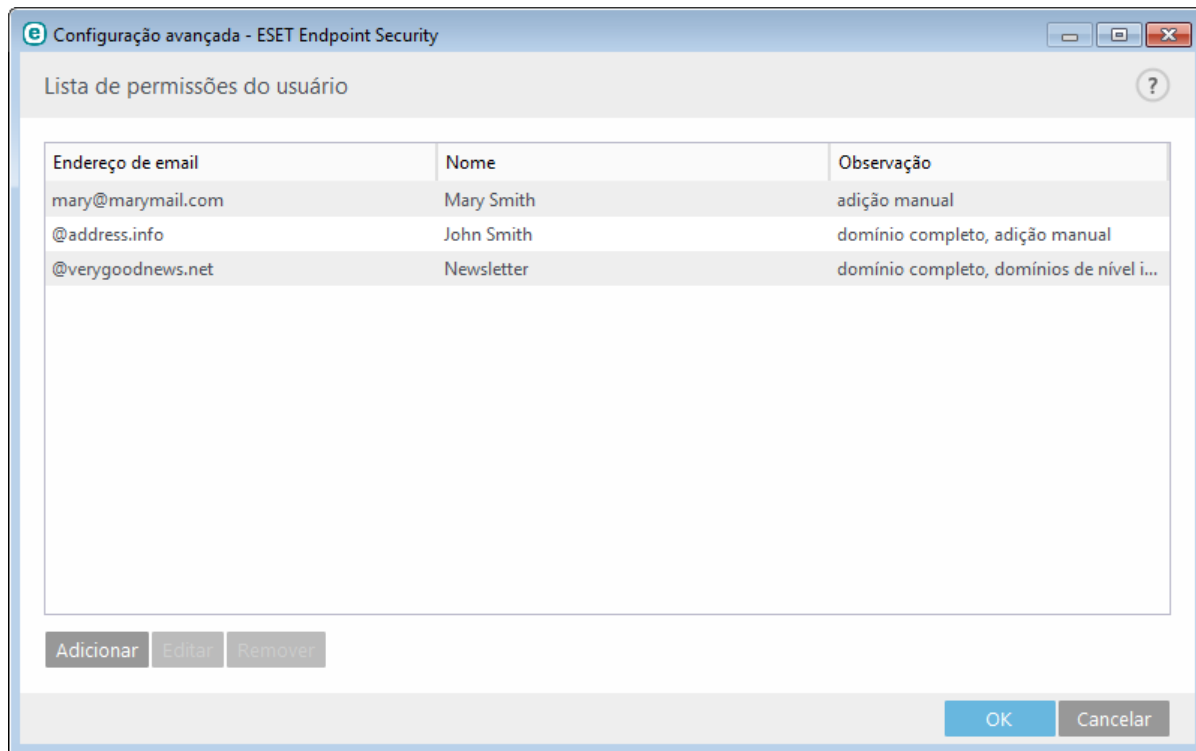 Configuração avançada - ESET Endpoint Security
Lista de permissões do usuário
?
Endereço de email Nome Observação
mary@marymail.com Mary Smith adição manual
@address.info John Smith domínio completo, adição manual
@verygoodnews.net Newsletter domínio completo, domínios de nível i...
Adicionar Editar Remover
OK Cancelar